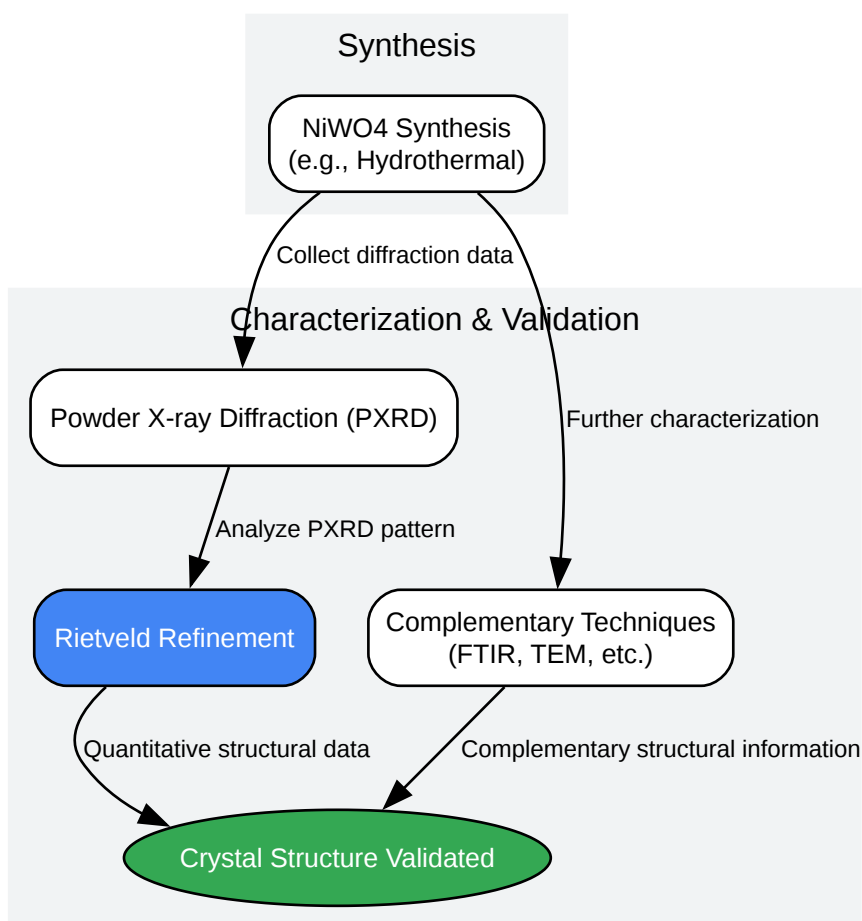 Synthesis
NiWO4 Synthesis
(e.g., Hydrothermal)
Collect diffraction data
Characterization & Validation
Powder X-ray Diffraction (PXRD)
Further characterization
Analyze PXRD pattern
Rietveld Refinement
Complementary Techniques
(FTIR, TEM, etc.)
Quantitative structural data
Complementary structural information
Crystal Structure Validated